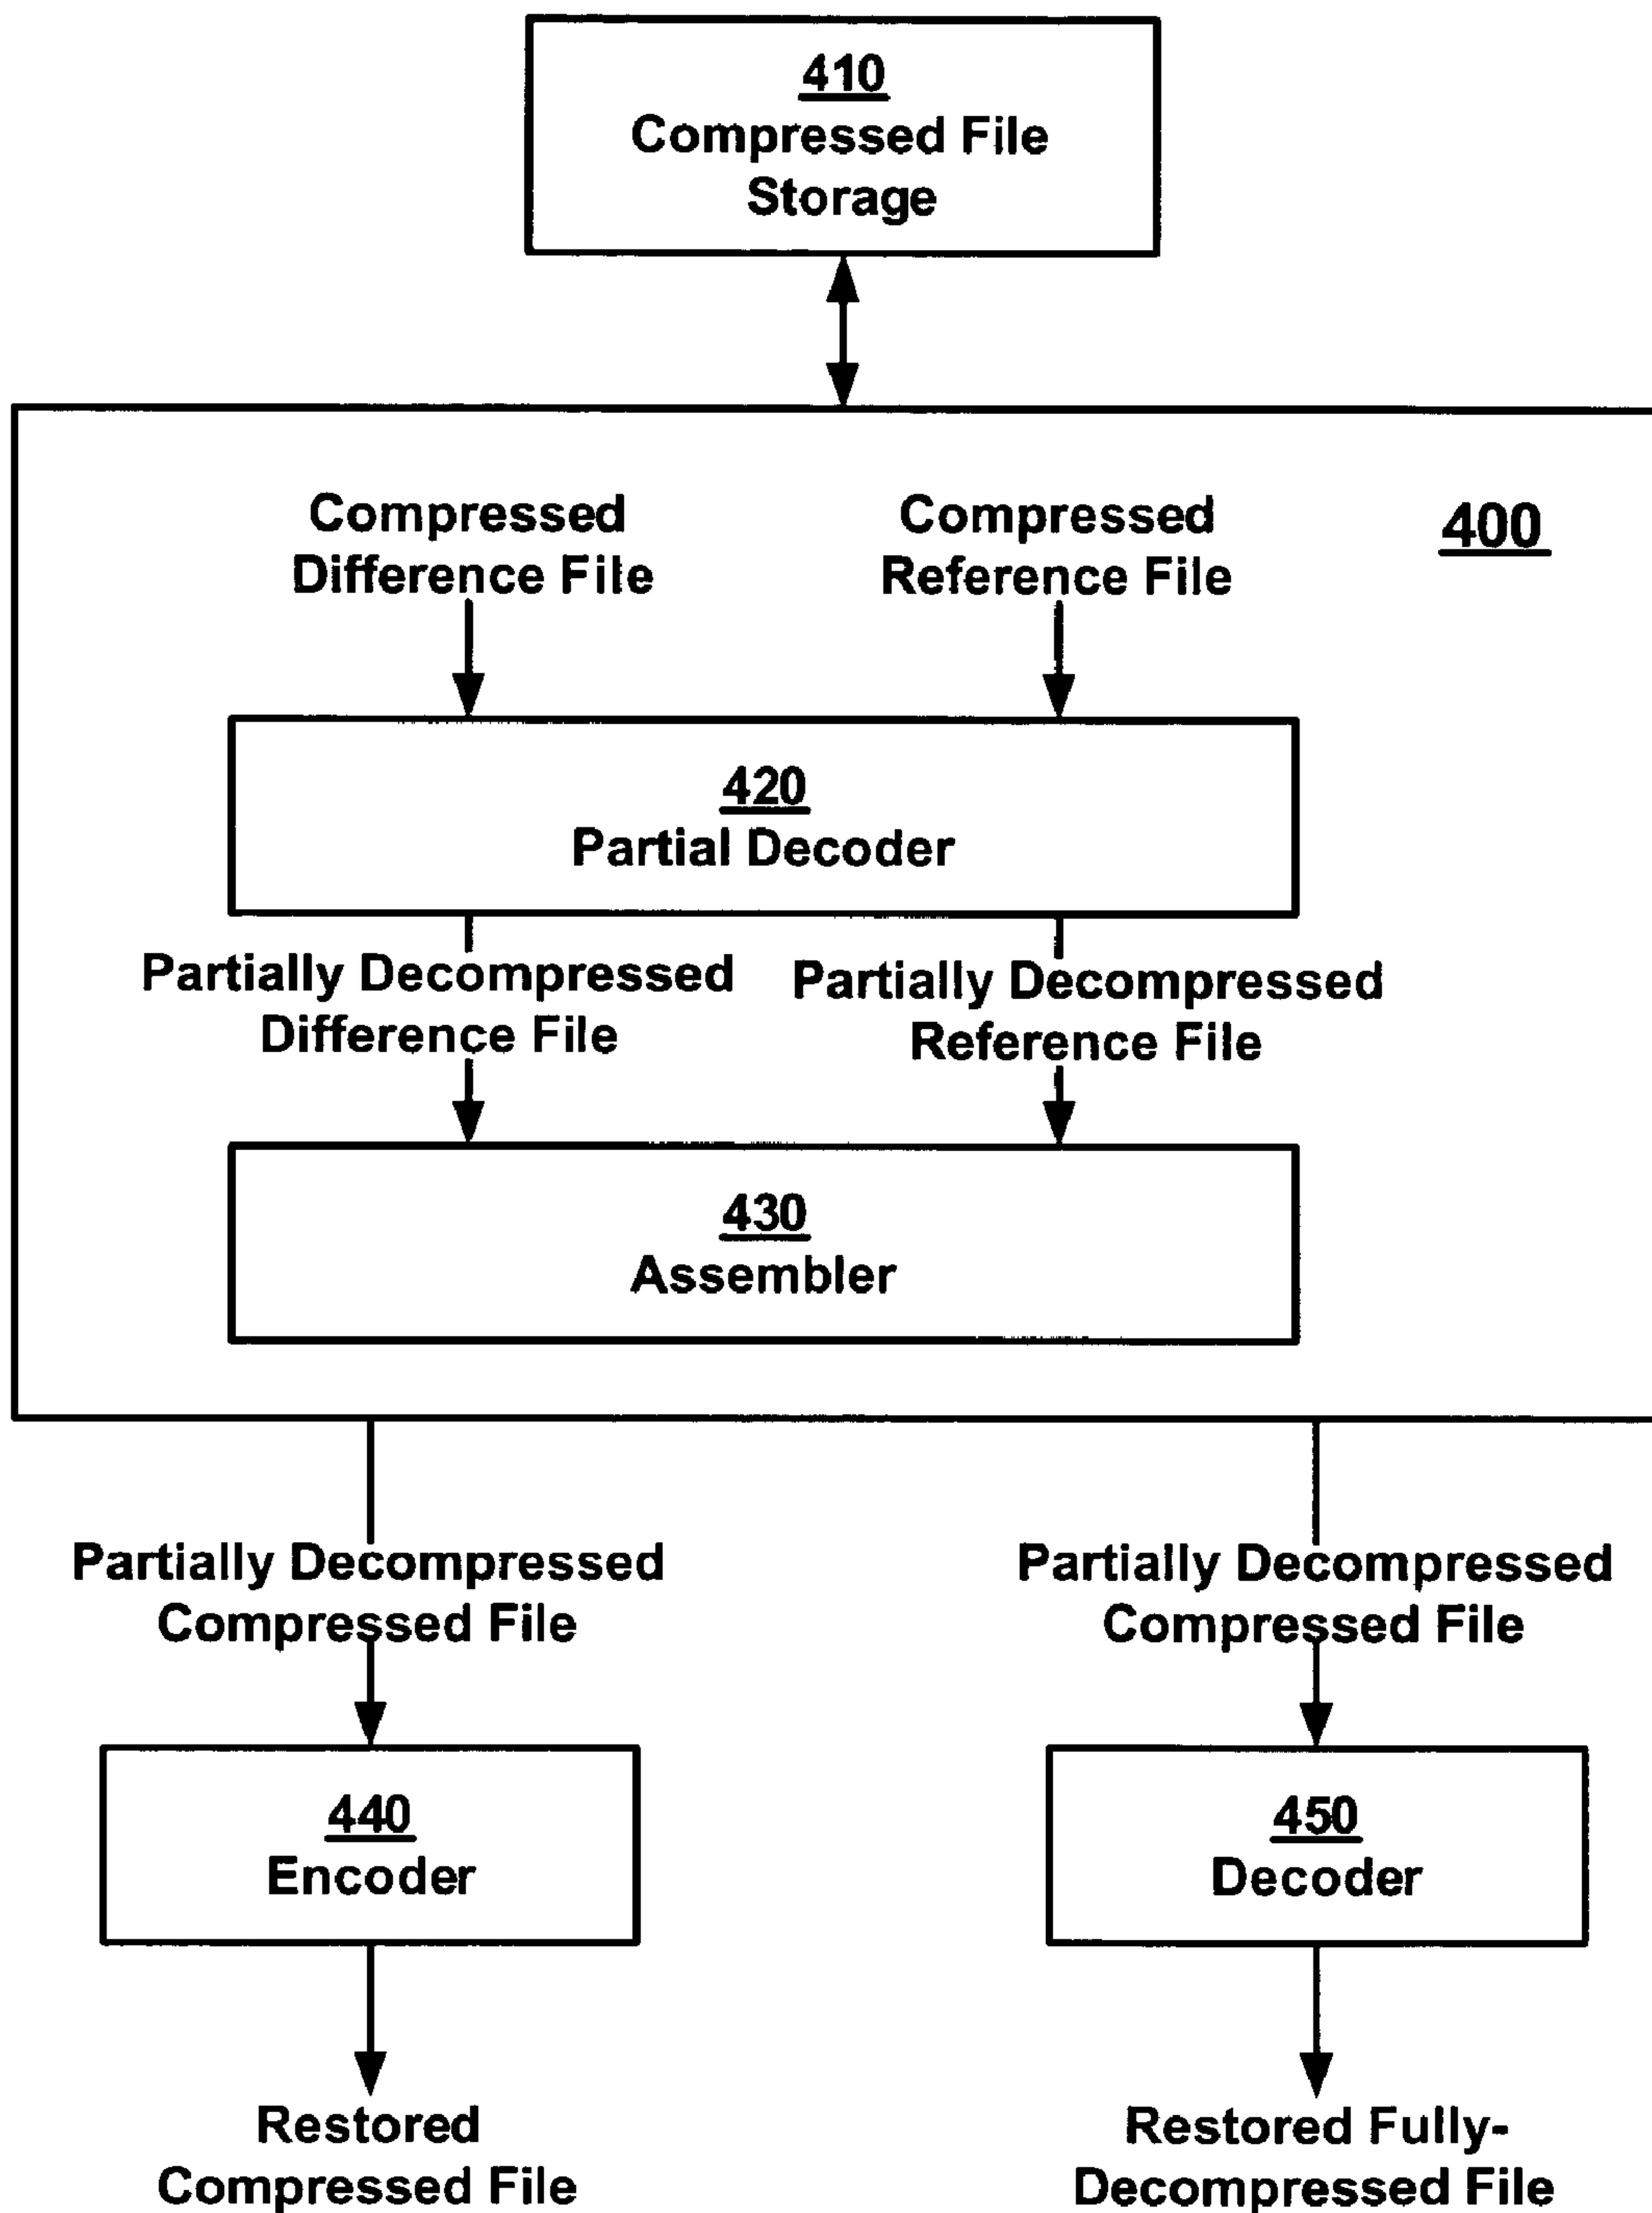 410
Compressed File
Storage
400
Compressed
Difference File
Compressed
Reference File
420
Partial Decoder
Partially Decompressed
Difference File
Partially Decompressed
Reference File
430
Assembler
Partially Decompressed
Compressed File
Partially Decompressed
Compressed File
440
Encoder
450
Decoder
Restored
Compressed File
Restored Fully-
Decompressed File